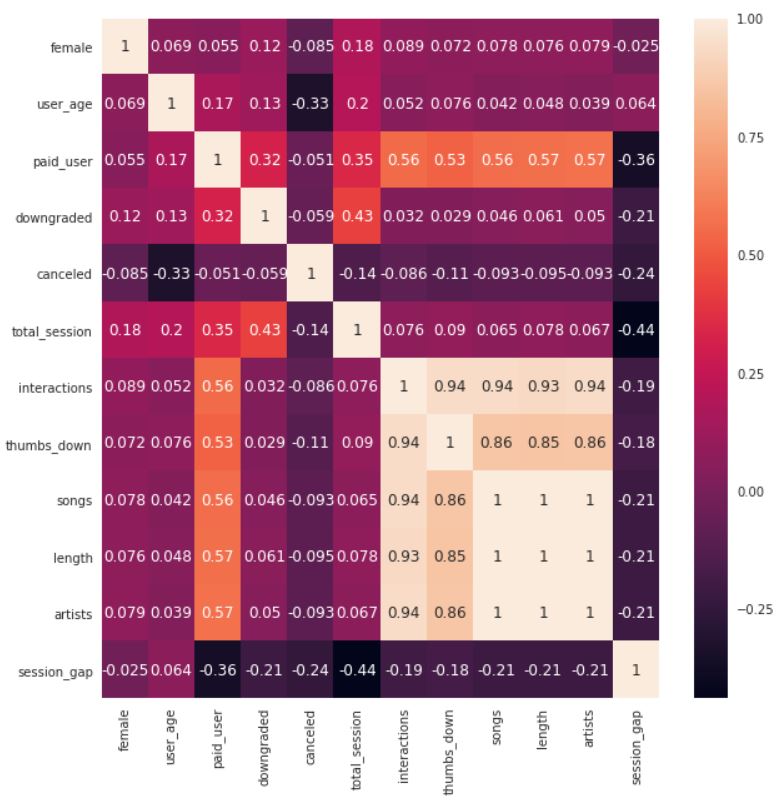 female 1 0.069 0.055 0.12 -0.085 0.18 0.089 0.072 0.078 0.076 0.079 -0.025
user_age 0.069 1 0.17 0.13 -0.33 0.2 0.052 0.076 0.042 0.048 0.039 0.064
paid_user 0.055 0.17 1 0.32 -0.051 0.35 0.56 0.53 0.56 0.57 0.57 -0.36
downgraded 0.12 0.13 0.32 1 -0.059 0.43 0.032 0.029 0.046 0.061 0.05 -0.21
canceled -0.085 -0.33 -0.051 -0.059 1 -0.14 -0.086 -0.11 -0.093 -0.095 -0.093 -0.24
total_session 0.18 0.2 0.35 0.43 -0.14 1 0.076 0.09 0.065 0.078 0.067 -0.44
interactions 0.089 0.052 0.56 0.032 -0.086 0.076 1 0.94 0.94 0.93 0.94 -0.19
thumbs_down 0.072 0.076 0.53 0.029 -0.11 0.09 0.94 1 0.86 0.85 0.86 -0.18
songs 0.078 0.042 0.56 0.046 -0.093 0.065 0.94 0.86 1 1 1 -0.21
length 0.076 0.048 0.57 0.061 -0.095 0.078 0.93 0.85 1 1 1 -0.21
artists 0.079 0.039 0.57 0.05 -0.093 0.067 0.94 0.86 1 1 1 -0.21
session_gap -0.025 0.064 -0.36 -0.21 -0.24 -0.44 -0.19 -0.18 -0.21 -0.21 -0.21 1
female
user_age
paid_user
downgraded
canceled
total_session
interactions
thumbs_down
songs
length
artists
session_gap
1.00
0.75
0.50
0.25
0.00
−0.25